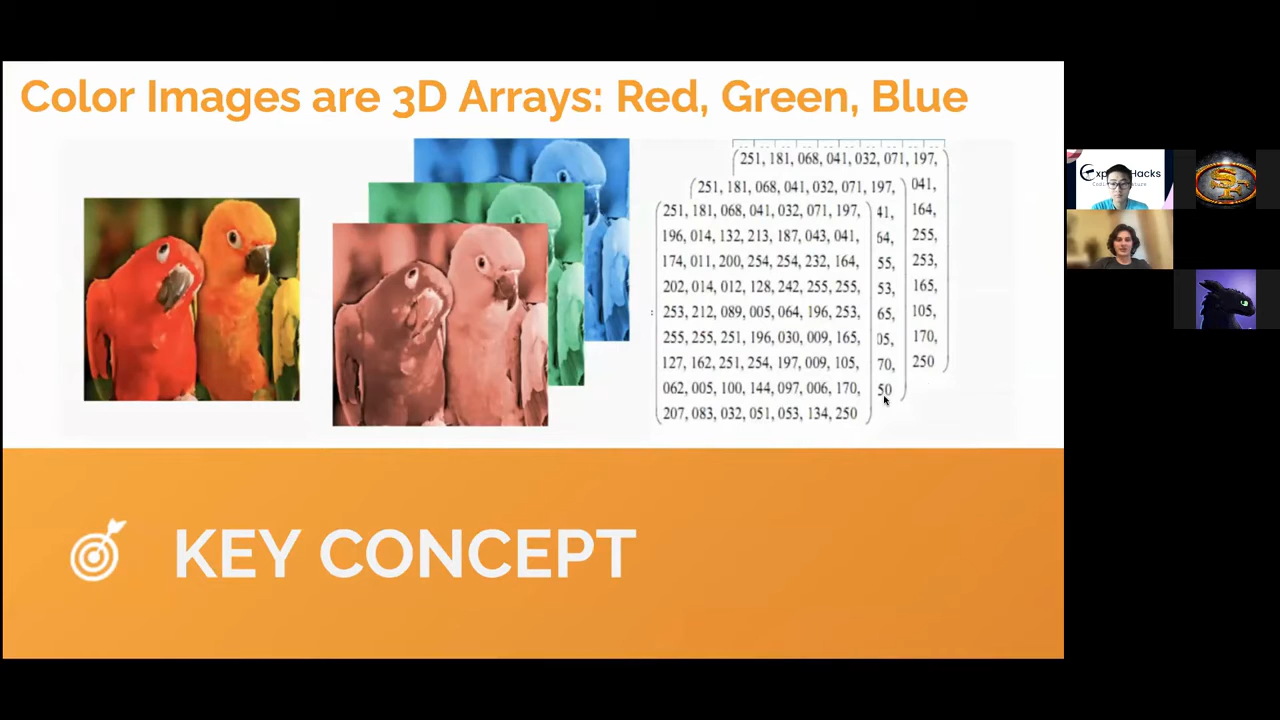 Color Images are 3D Arrays: Red, Green, Blue
251, 181, 068, 041, 032, 071, 197,
041,
164,
255,
253,
165,
105,
170,
250
251, 181, 068, 041, 032, 071, 197,
41,
64,
55,
53,
65,
05,
70,
50
251, 181, 068, 041, 032, 071, 197,
196, 014, 132, 213, 187, 043, 041,
174, 011, 200, 254, 254, 232, 164,
202, 014, 012, 128, 242, 255, 255,
253, 212, 089, 005, 064, 196, 253,
255, 255, 251, 196, 030, 009, 165,
127, 162, 251, 254, 197, 009, 105,
062, 005, 100, 144, 097, 006, 170,
207, 083, 032, 051, 053, 134, 250
KEY CONCEPT
SF